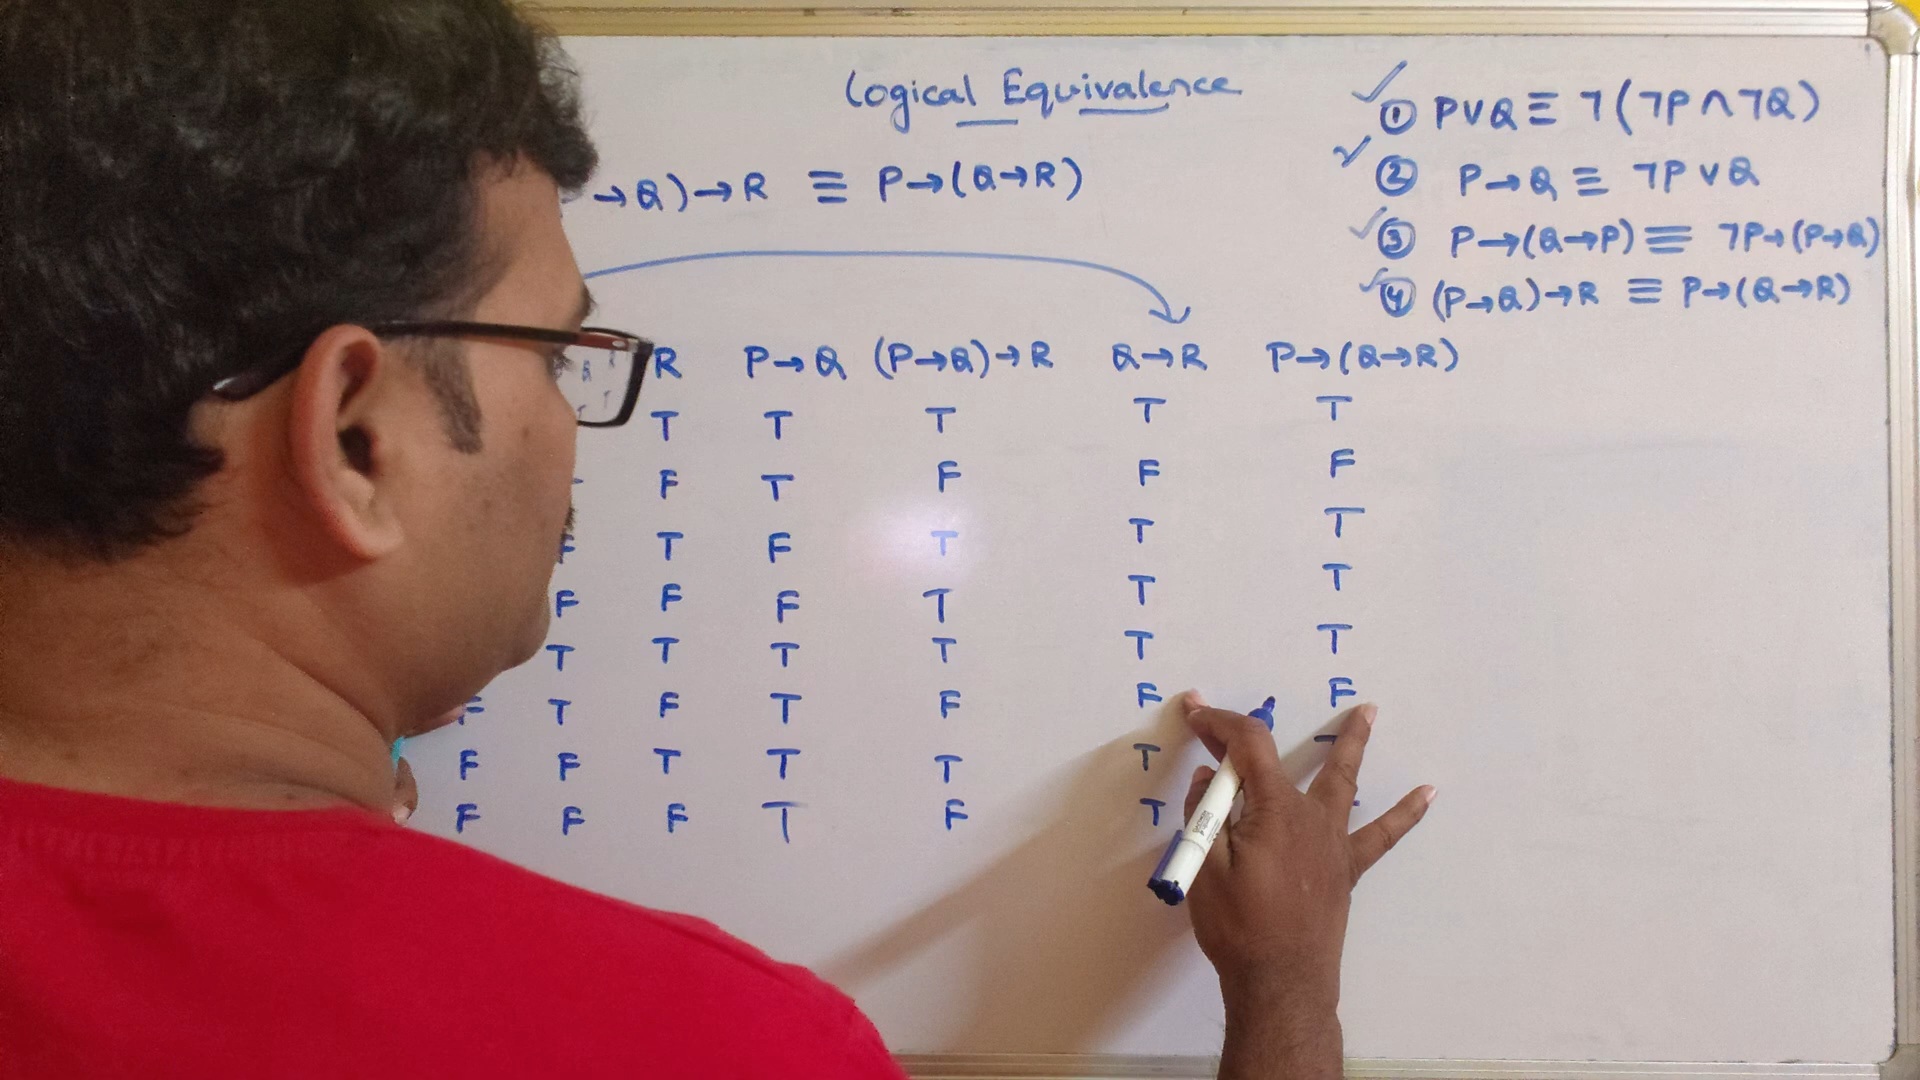 Logical Equivalence
→Q)→R ≡ P→(Q→R)
① P∨Q ≡ ¬(¬P∧¬Q)
② P→Q ≡ ¬P∨Q
③ P→(Q→P) ≡ ¬P→(P→Q)
④ (P→Q)→R ≡ P→(Q→R)
R P→Q (P→Q)→R Q→R P→(Q→R)
T T T T T
F T F F F
F T F T T T
F F F T T T
T T T T T T
F T F T F F F
F F T T T T
F F F T F T